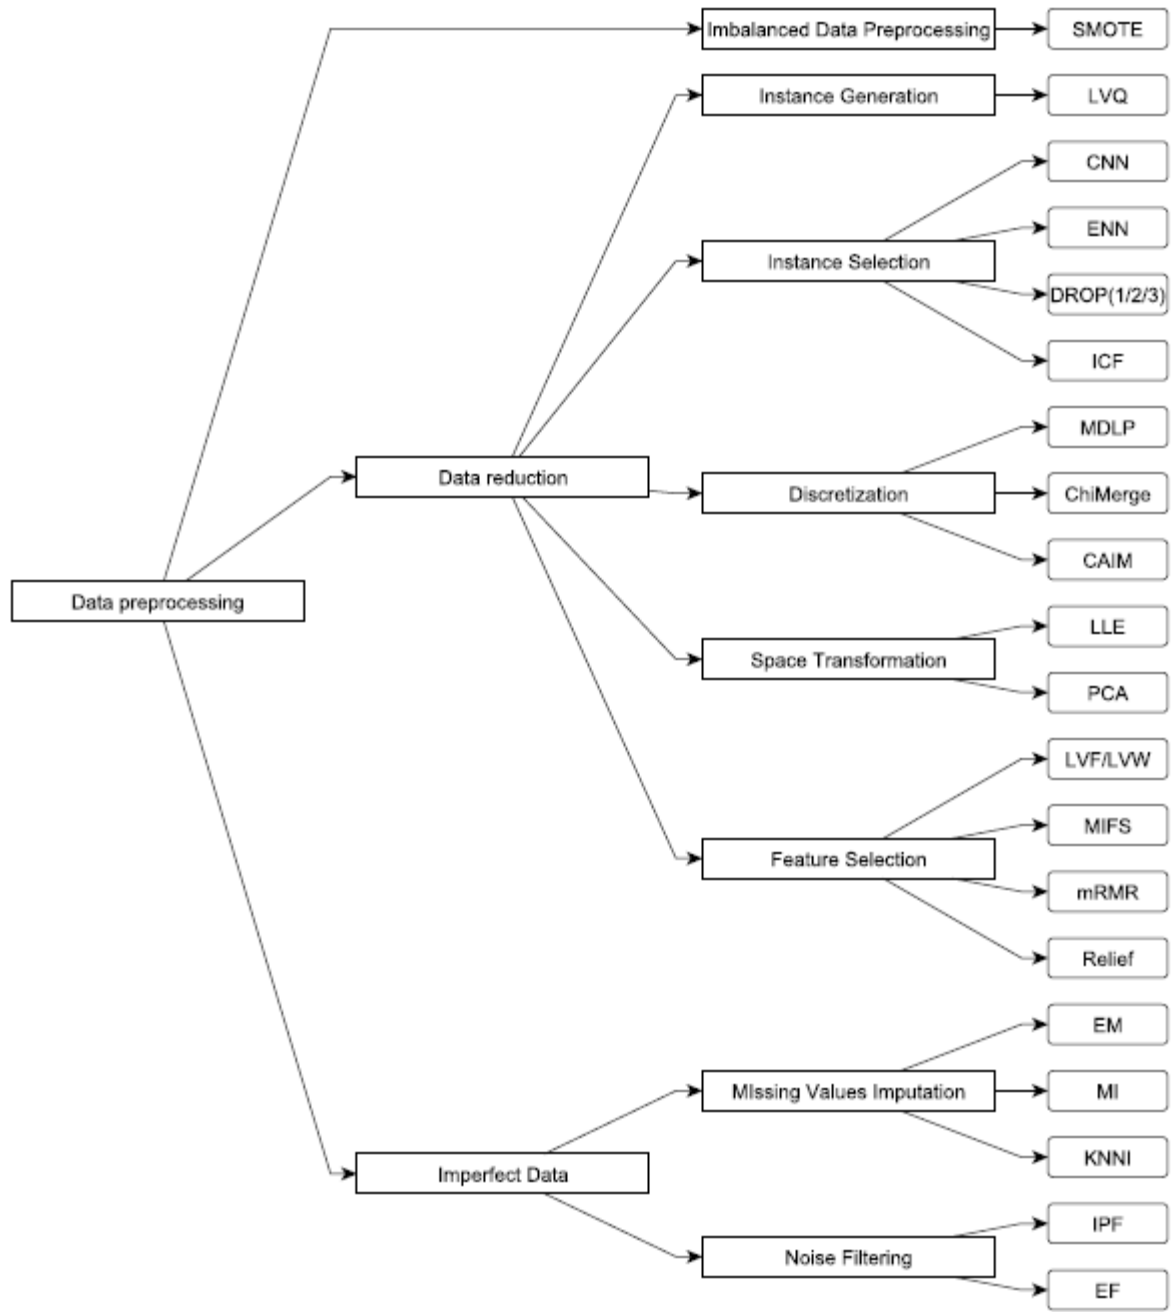 Imbalanced Data Preprocessing
SMOTE
Instance Generation
LVQ
CNN
ENN
Instance Selection
DROP(1/2/3)
ICF
MDLP
Data reduction
Discretization
ChiMerge
CAIM
Data preprocessing
LLE
Space Transformation
PCA
LVF/LVW
MIFS
Feature Selection
mRMR
Relief
EM
MIssing Values Imputation
MI
KNNI
Imperfect Data
IPF
Noise Filtering
EF